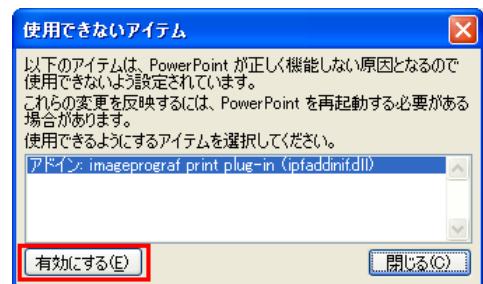 使用できないアイテム
以下のアイテムは、PowerPoint が正しく機能しない原因となるので
使用できないよう設定されています。
これらの変更を反映するには、PowerPoint を再起動する必要がある
場合があります。
使用できるようにするアイテムを選択してください。
アドイン: imageprograf print plug-in (ipfaddinif.dll)
有効にする(E) 閉じる(C)